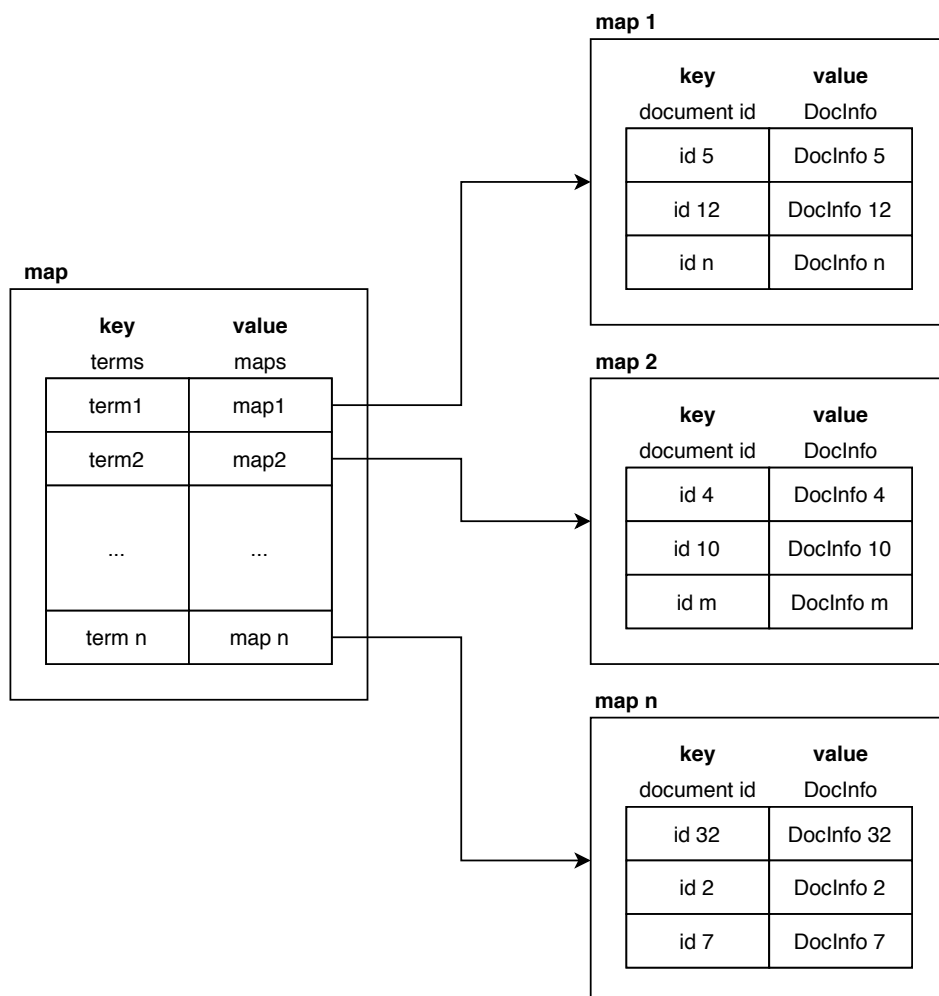 map
key value
terms maps
term1 map1
term2 map2
... ...
term n map n
map 1
key value
document id DocInfo
id 5 DocInfo 5
id 12 DocInfo 12
id n DocInfo n
map 2
key value
document id DocInfo
id 4 DocInfo 4
id 10 DocInfo 10
id m DocInfo m
map n
key value
document id DocInfo
id 32 DocInfo 32
id 2 DocInfo 2
id 7 DocInfo 7